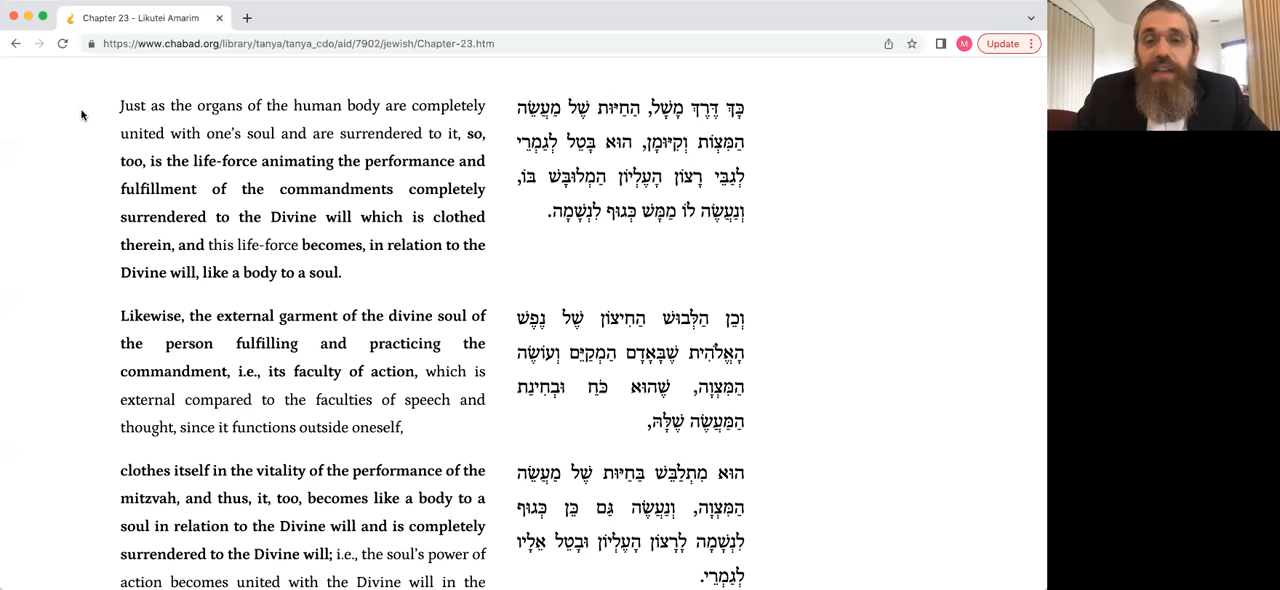 Chapter 23 - Likutei Amarim
https://www.chabad.org/library/tanya/tanya_cdo/aid/7902/jewish/Chapter-23.htm
M
Update
Just as the organs of the human body are completely
united with one's soul and are surrendered to it, so,
too, is the life-force animating the performance and
fulfillment of the commandments completely
surrendered to the Divine will which is clothed
therein, and this life-force becomes, in relation to the
Divine will, like a body to a soul.
כָּךְ דֶּרֶךְ מָשָׁל, הַחַיּוּת שֶׁל מַעֲשֵׂה
הַמִּצְוֹת וְקִיּוּמָן, הוּא בָּטֵל לְגַמְרֵי
לְגַבֵּי רָצוֹן הָעֶלְיוֹן הַמְלוּבָּשׁ בּוֹ,
וְנַעֲשֶׂה לוֹ מַמָּשׁ כְּגוּף לִנְשָׁמָה.
Likewise, the external garment of the divine soul of
the person fulfilling and practicing the
commandment, i.e., its faculty of action, which is
external compared to the faculties of speech and
thought, since it functions outside oneself,
וְכֵן הַלְּבוּשׁ הַחִיצוֹן שֶׁל נֶפֶשׁ
הָאֱלֹהִית שֶׁבָּאָדָם הַמְקַיֵּם וְעוֹשֶׂה
הַמִּצְוָה, שֶׁהוּא כֹּחַ וּבְחִינַת
הַמַּעֲשֶׂה שֶׁלָּהּ,
clothes itself in the vitality of the performance of the
mitzvah, and thus, it, too, becomes like a body to a
soul in relation to the Divine will and is completely
surrendered to the Divine will; i.e., the soul's power of
action becomes united with the Divine will in the
הוּא מִתְלַבֵּשׁ בַּחַיּוּת שֶׁל מַעֲשֵׂה
הַמִּצְוָה, וְנַעֲשֶׂה גַּם כֵּן כְּגוּף
לִנְשָׁמָה לָרָצוֹן הָעֶלְיוֹן וּבָטֵל אֵלָיו
לְגַמְרֵי.